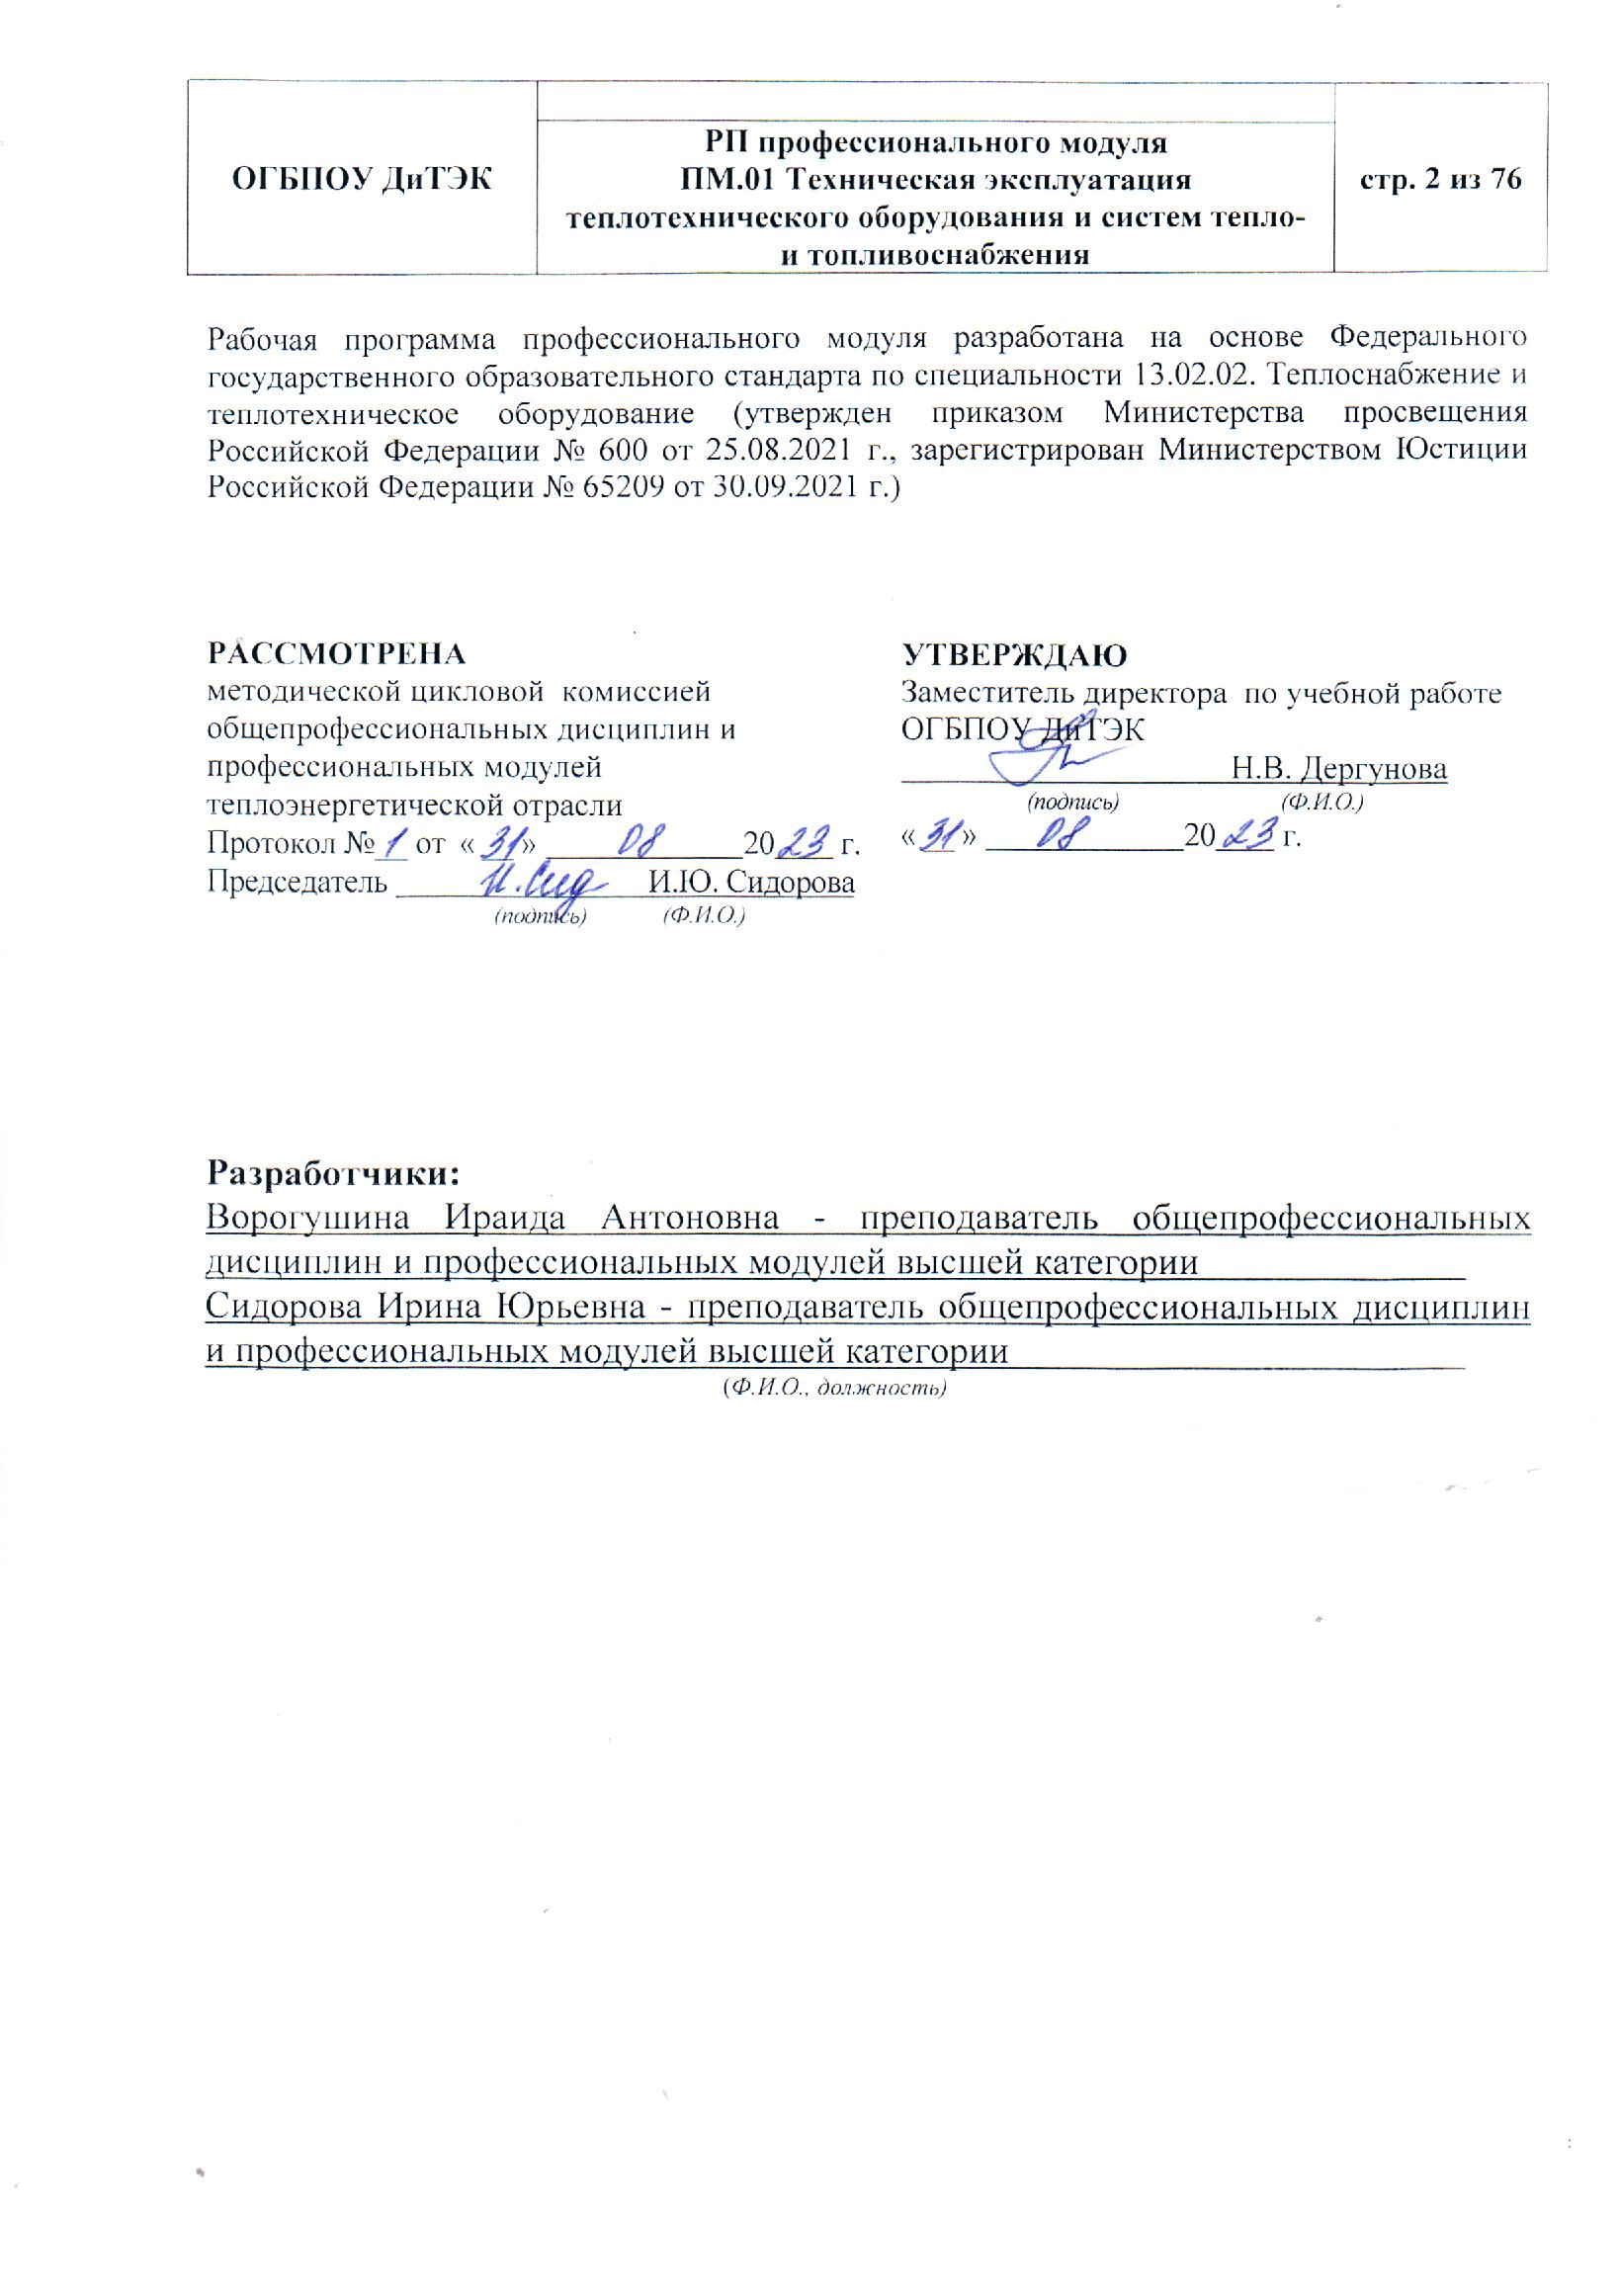 ОГБПОУ ДиТЭК
РП профессионального модуля
ПМ.01 Техническая эксплуатация
теплотехнического оборудования и систем тепло-
и топливоснабжения
стр. 2 из 76
Рабочая программа профессионального модуля разработана на основе Федерального
государственного образовательного стандарта по специальности 13.02.02. Теплоснабжение и
теплотехническое оборудование (утвержден приказом Министерства просвещения
Российской Федерации № 600 от 25.08.2021 г., зарегистрирован Министерством Юстиции
Российской Федерации № 65209 от 30.09.2021 г.)
РАССМОТРЕНА
методической цикловой комиссией
общепрофессиональных дисциплин и
профессиональных модулей
теплоэнергетической отрасли
Протокол № 1 от «31» 08 2023 г.
Председатель И.Сид И.Ю. Сидорова
(подпись) (Ф.И.О.)
УТВЕРЖДАЮ
Заместитель директора по учебной работе
ОГБПОУ ДиТЭК
Н.В. Дергунова
(подпись) (Ф.И.О.)
«31» 08 2023 г.
Разработчики:
Ворогушина Ираида Антоновна - преподаватель общепрофессиональных
дисциплин и профессиональных модулей высшей категории
Сидорова Ирина Юрьевна - преподаватель общепрофессиональных дисциплин
и профессиональных модулей высшей категории
(Ф.И.О., должность)